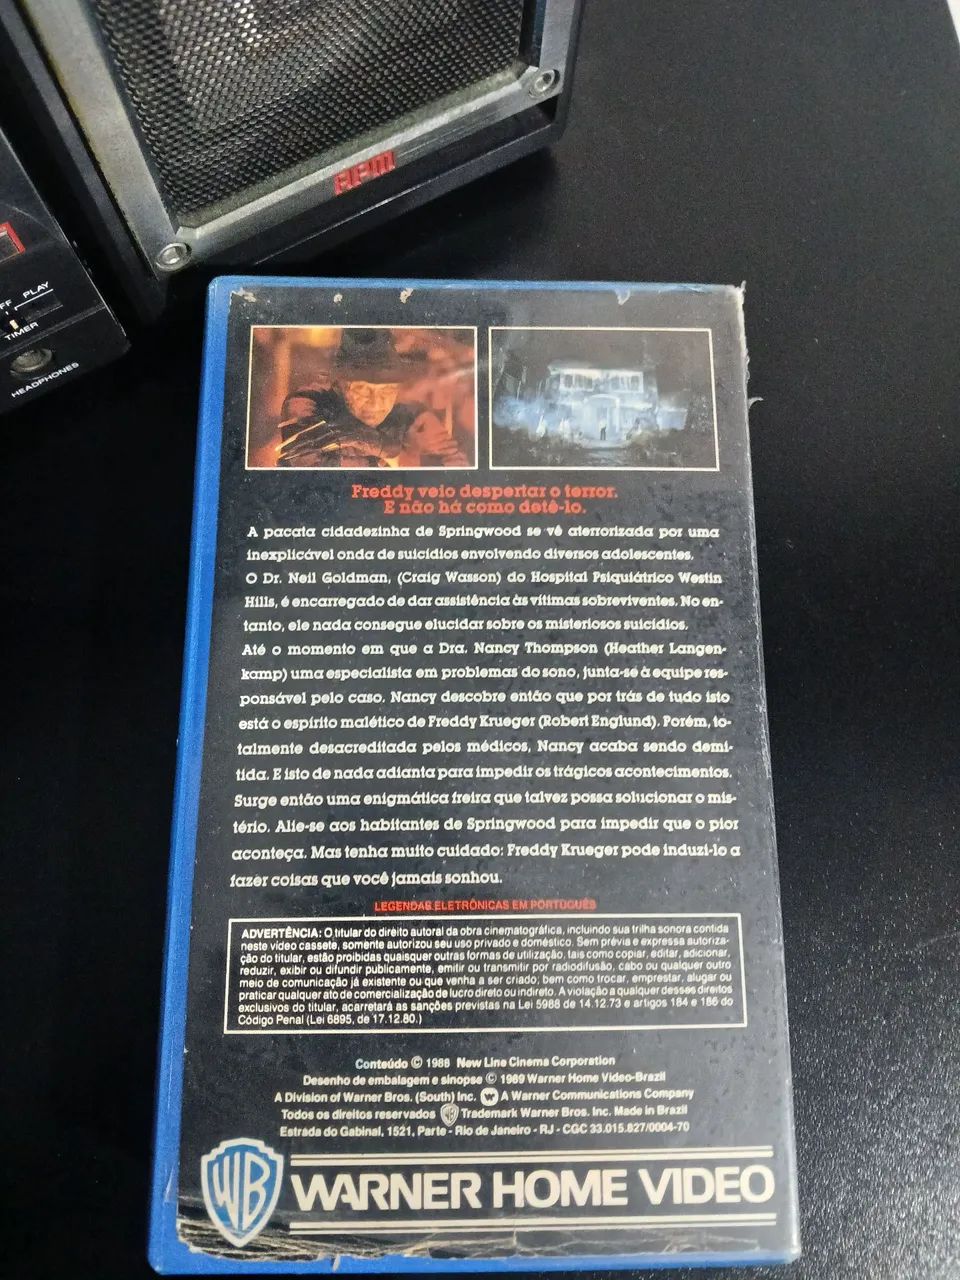 RPM
FF PLAY
TIMER
HEADPHONES
Freddy veio despertar o terror.
E não há como detê-lo.
A pacata cidadezinha de Springwood se vê aterrorizada por uma
inexplicável onda de suicídios envolvendo diversos adolescentes.
O Dr. Neil Goldman, (Craig Wasson) do Hospital Psiquiátrico Westin
Hills, é encarregado de dar assistência às vítimas sobreviventes. No en-
tanto, ele nada consegue elucidar sobre os misteriosos suicídios.
Até o momento em que a Dra. Nancy Thompson (Heather Langen-
kamp) uma especialista em problemas do sono, junta-se à equipe res-
ponsável pelo caso. Nancy descobre então que por trás de tudo isto
está o espírito malético de Freddy Krueger (Robert Englund). Porém, to-
talmente desacreditada pelos médicos, Nancy acaba sendo demi-
tida. E isto de nada adianta para impedir os trágicos acontecimentos.
Surge então uma enigmática freira que talvez possa solucionar o mis-
tério. Alie-se aos habitantes de Springwood para impedir que o pior
aconteça. Mas tenha muito cuidado: Freddy Krueger pode induzi-lo a
fazer coisas que você jamais sonhou.
LEGENDAS ELETRÔNICAS EM PORTUGUÊS
ADVERTÊNCIA: O titular do direito autoral da obra cinematográfica, incluindo sua trilha sonora contida
neste vídeo cassete, somente autorizou seu uso privado e doméstico. Sem prévia e expressa autoriza-
ção do titular, estão proibidas quaisquer outras formas de utilização, tais como copiar, editar, adicionar,
reduzir, exibir ou difundir publicamente, emitir ou transmitir por radiodifusão, cabo ou qualquer outro
meio de comunicação já existente ou que venha a ser criado; bem como trocar, emprestar, alugar ou
praticar qualquer ato de comercialização de lucro direto ou indireto. A violação a qualquer desses direitos
exclusivos do titular, acarretará as sanções previstas na Lei 5988 de 14.12.73 e artigos 184 e 186 do
Código Penal (Lei 6895, de 17.12.80.)
Conteúdo © 1988 New Line Cinema Corporation
Desenho de embalagem e sinopse © 1989 Warner Home Video-Brazil
A Division of Warner Bros. (South) Inc. A Warner Communications Company
Todos os direitos reservados WB Trademark Warner Bros. Inc. Made in Brazil
Estrada do Gabinal, 1521, Parte - Rio de Janeiro - RJ - CGC 33.015.827/0004-70
WB WARNER HOME VIDEO